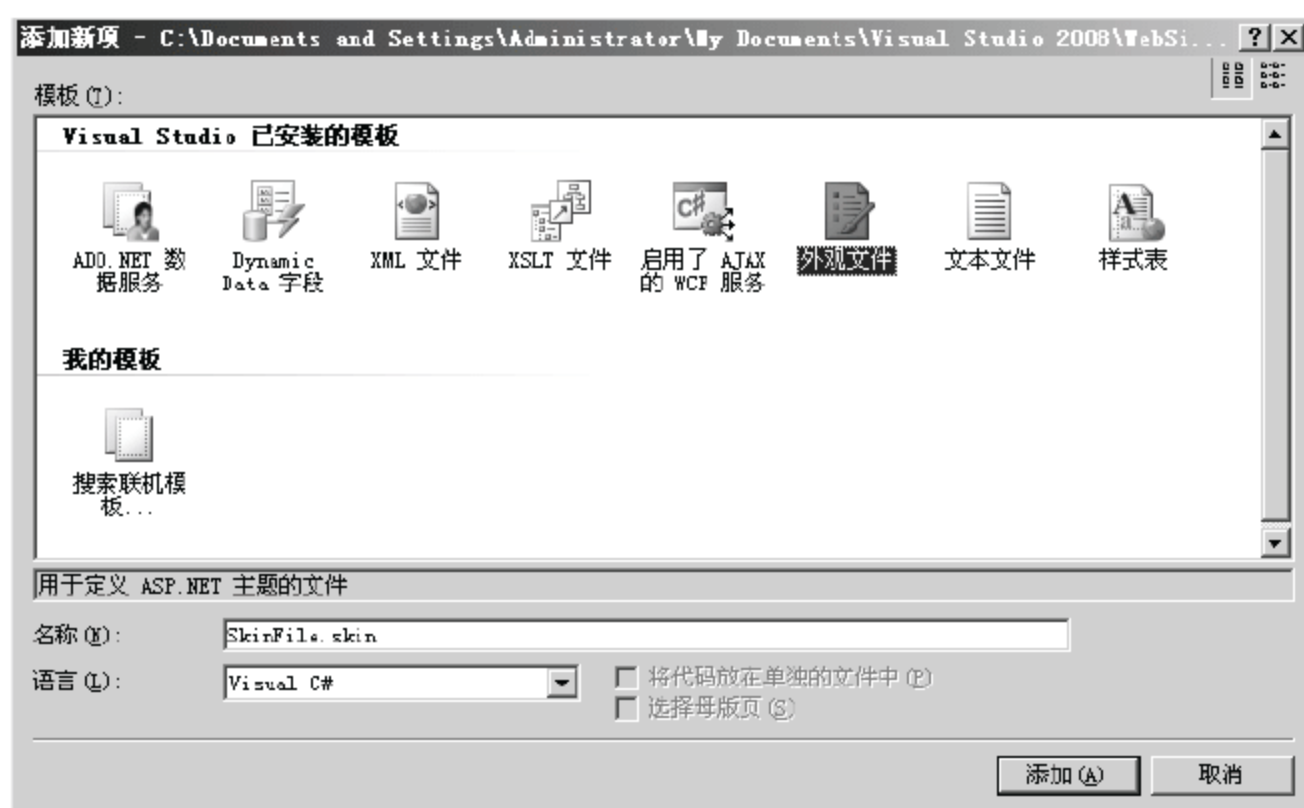 添加新项 - C:\Documents and Settings\Administrator\My Documents\Visual Studio 2008\WebSi...
模板(T):
Visual Studio 已安装的模板
ADO.NET 数
据服务
Dynamic
Data 字段
XML 文件
XSLT 文件
启用了 AJAX
的 WCF 服务
外观文件
文本文件
样式表
我的模板
搜索联机模
板...
用于定义 ASP.NET 主题的文件
名称(N):
SkinFile.skin
语言(L):
Visual C#
将代码放在单独的文件中(P)
选择母版页(S)
添加(A)
取消